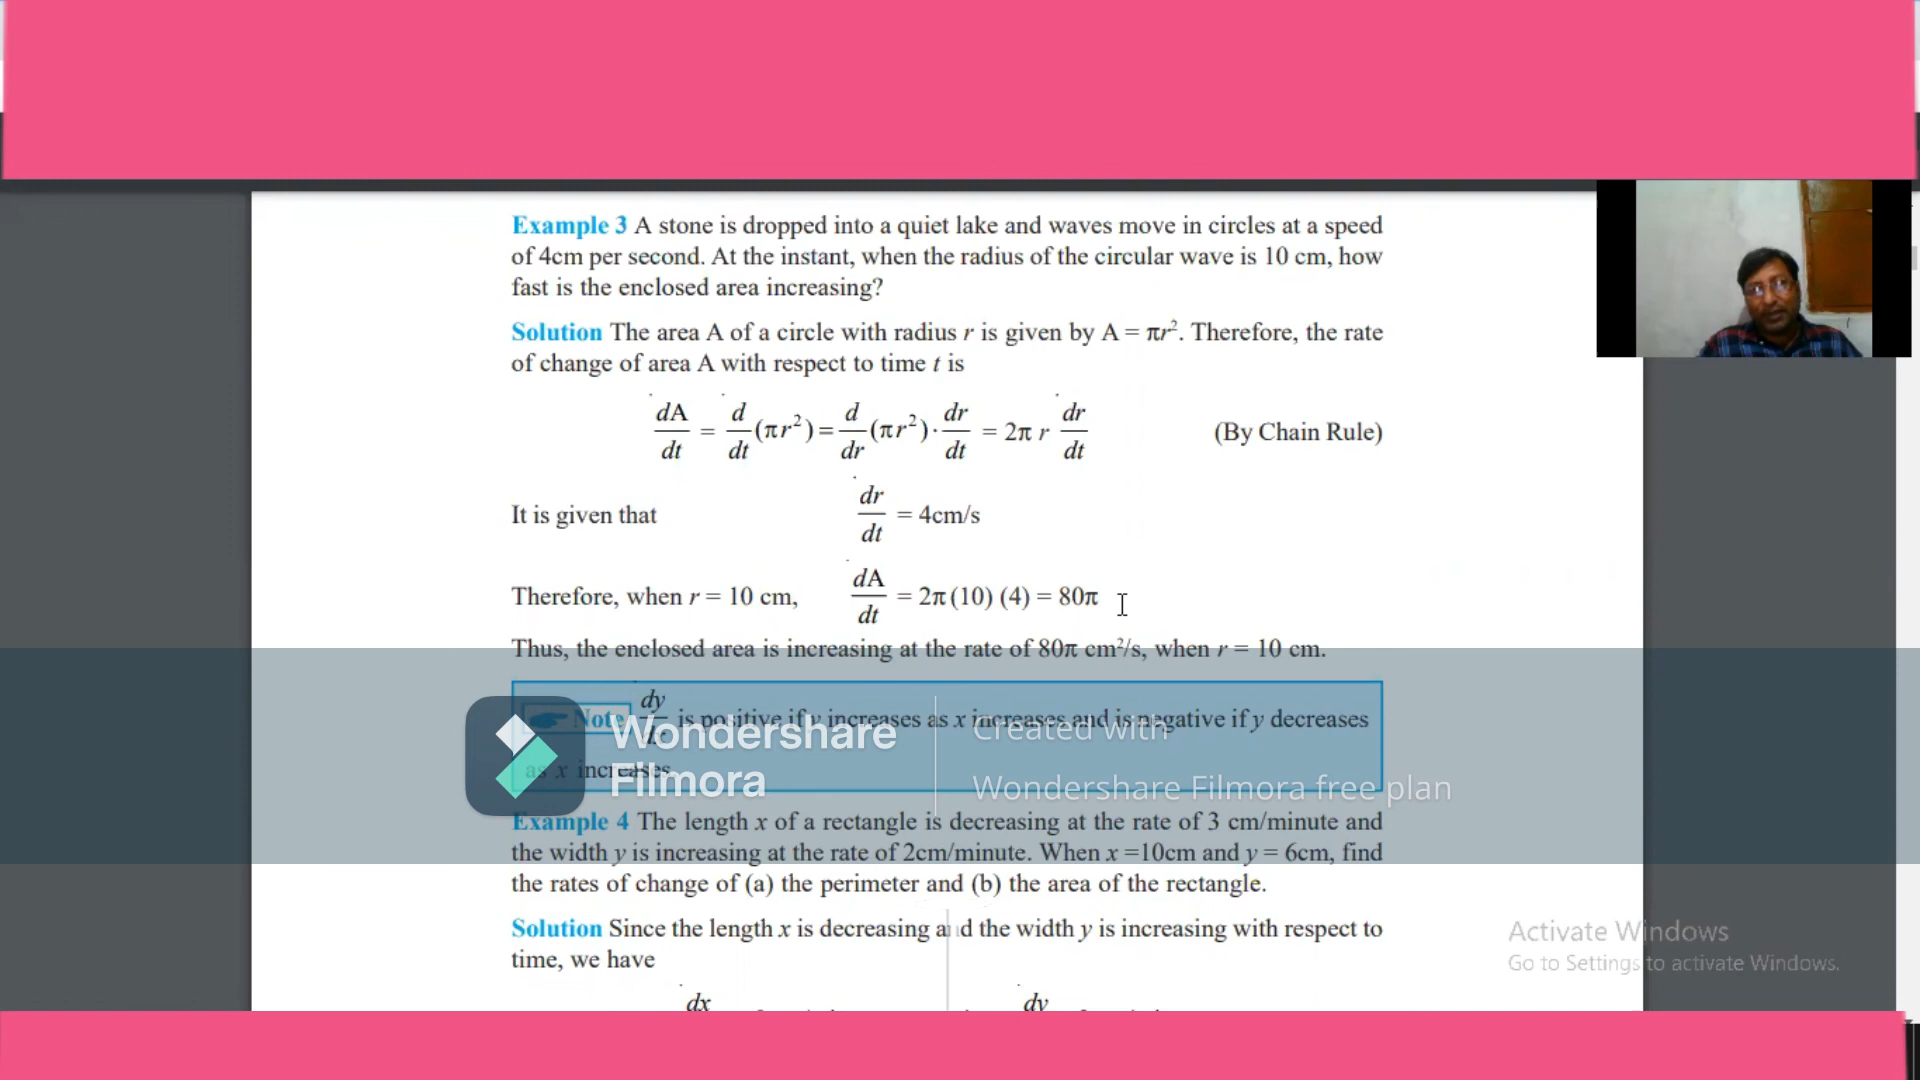 Example 3 A stone is dropped into a quiet lake and waves move in circles at a speed
of 4cm per second. At the instant, when the radius of the circular wave is 10 cm, how
fast is the enclosed area increasing?
Solution The area A of a circle with radius r is given by A = πr². Therefore, the rate
of change of area A with respect to time t is
dA/dt = d/dt (πr²) = d/dr (πr²) · dr/dt = 2π r dr/dt (By Chain Rule)
It is given that dr/dt = 4cm/s
Therefore, when r = 10 cm, dA/dt = 2π (10) (4) = 80π
Thus, the enclosed area is increasing at the rate of 80π cm²/s, when r = 10 cm.
Note dy/dx is positive if y increases as x increases and is negative if y decreases
as x increases
Wondershare
Filmora
Created with
Wondershare Filmora free plan
Example 4 The length x of a rectangle is decreasing at the rate of 3 cm/minute and
the width y is increasing at the rate of 2cm/minute. When x =10cm and y = 6cm, find
the rates of change of (a) the perimeter and (b) the area of the rectangle.
Solution Since the length x is decreasing a d the width y is increasing with respect to
time, we have
dx dy
Activate Windows
Go to Settings to activate Windows.